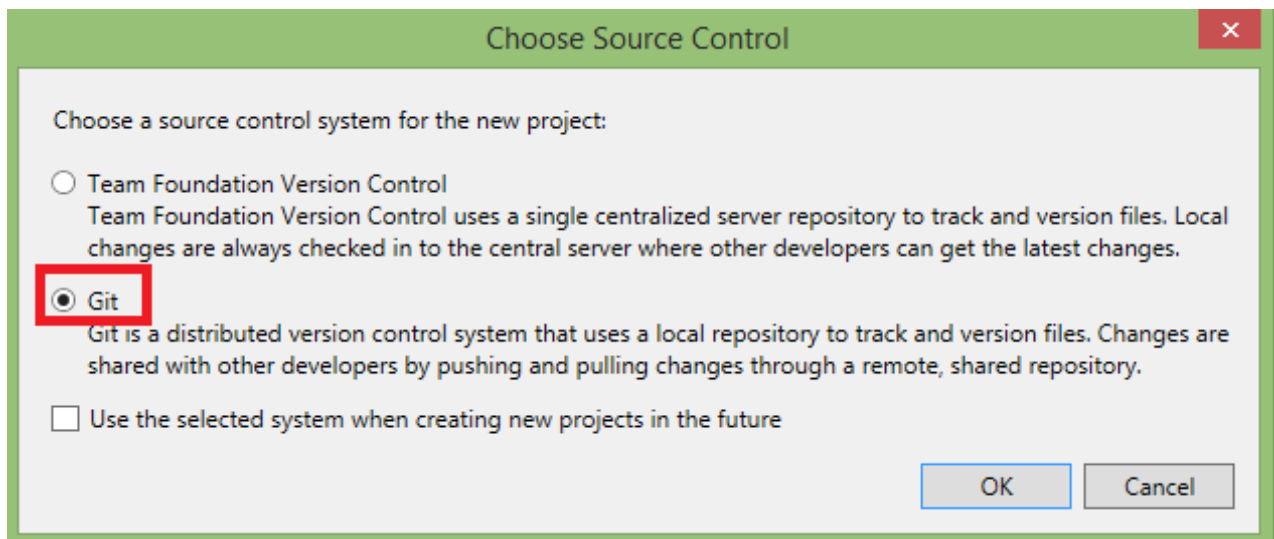 Choose Source Control
Choose a source control system for the new project:
Team Foundation Version Control
Team Foundation Version Control uses a single centralized server repository to track and version files. Local
changes are always checked in to the central server where other developers can get the latest changes.
Git
Git is a distributed version control system that uses a local repository to track and version files. Changes are
shared with other developers by pushing and pulling changes through a remote, shared repository.
Use the selected system when creating new projects in the future
OK Cancel